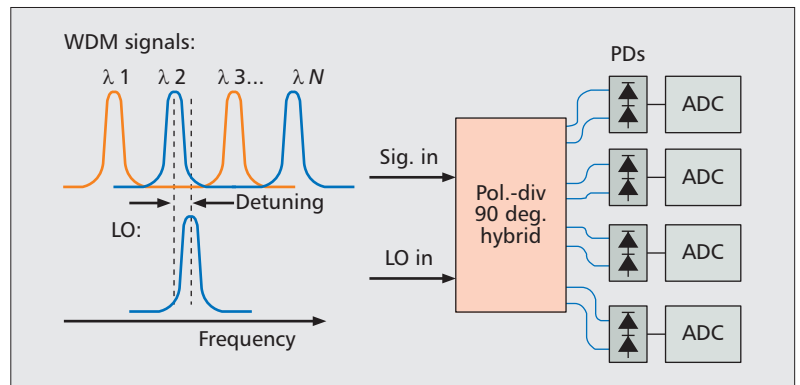 WDM signals:
λ 1 λ 2 λ 3... λ N
Detuning
LO:
Frequency
Sig. in
LO in
Pol.-div
90 deg.
hybrid
PDs
ADC
ADC
ADC
ADC